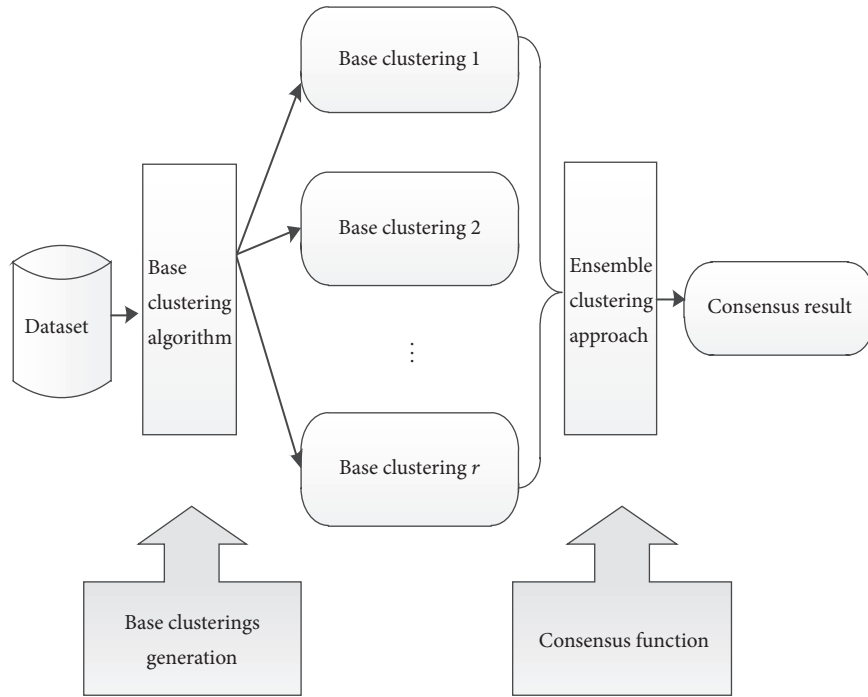 Base clustering 1
Base clustering 2
⋮
Base clustering r
Dataset
Base
clustering
algorithm
Ensemble
clustering
approach
Consensus result
Base clusterings
generation
Consensus function